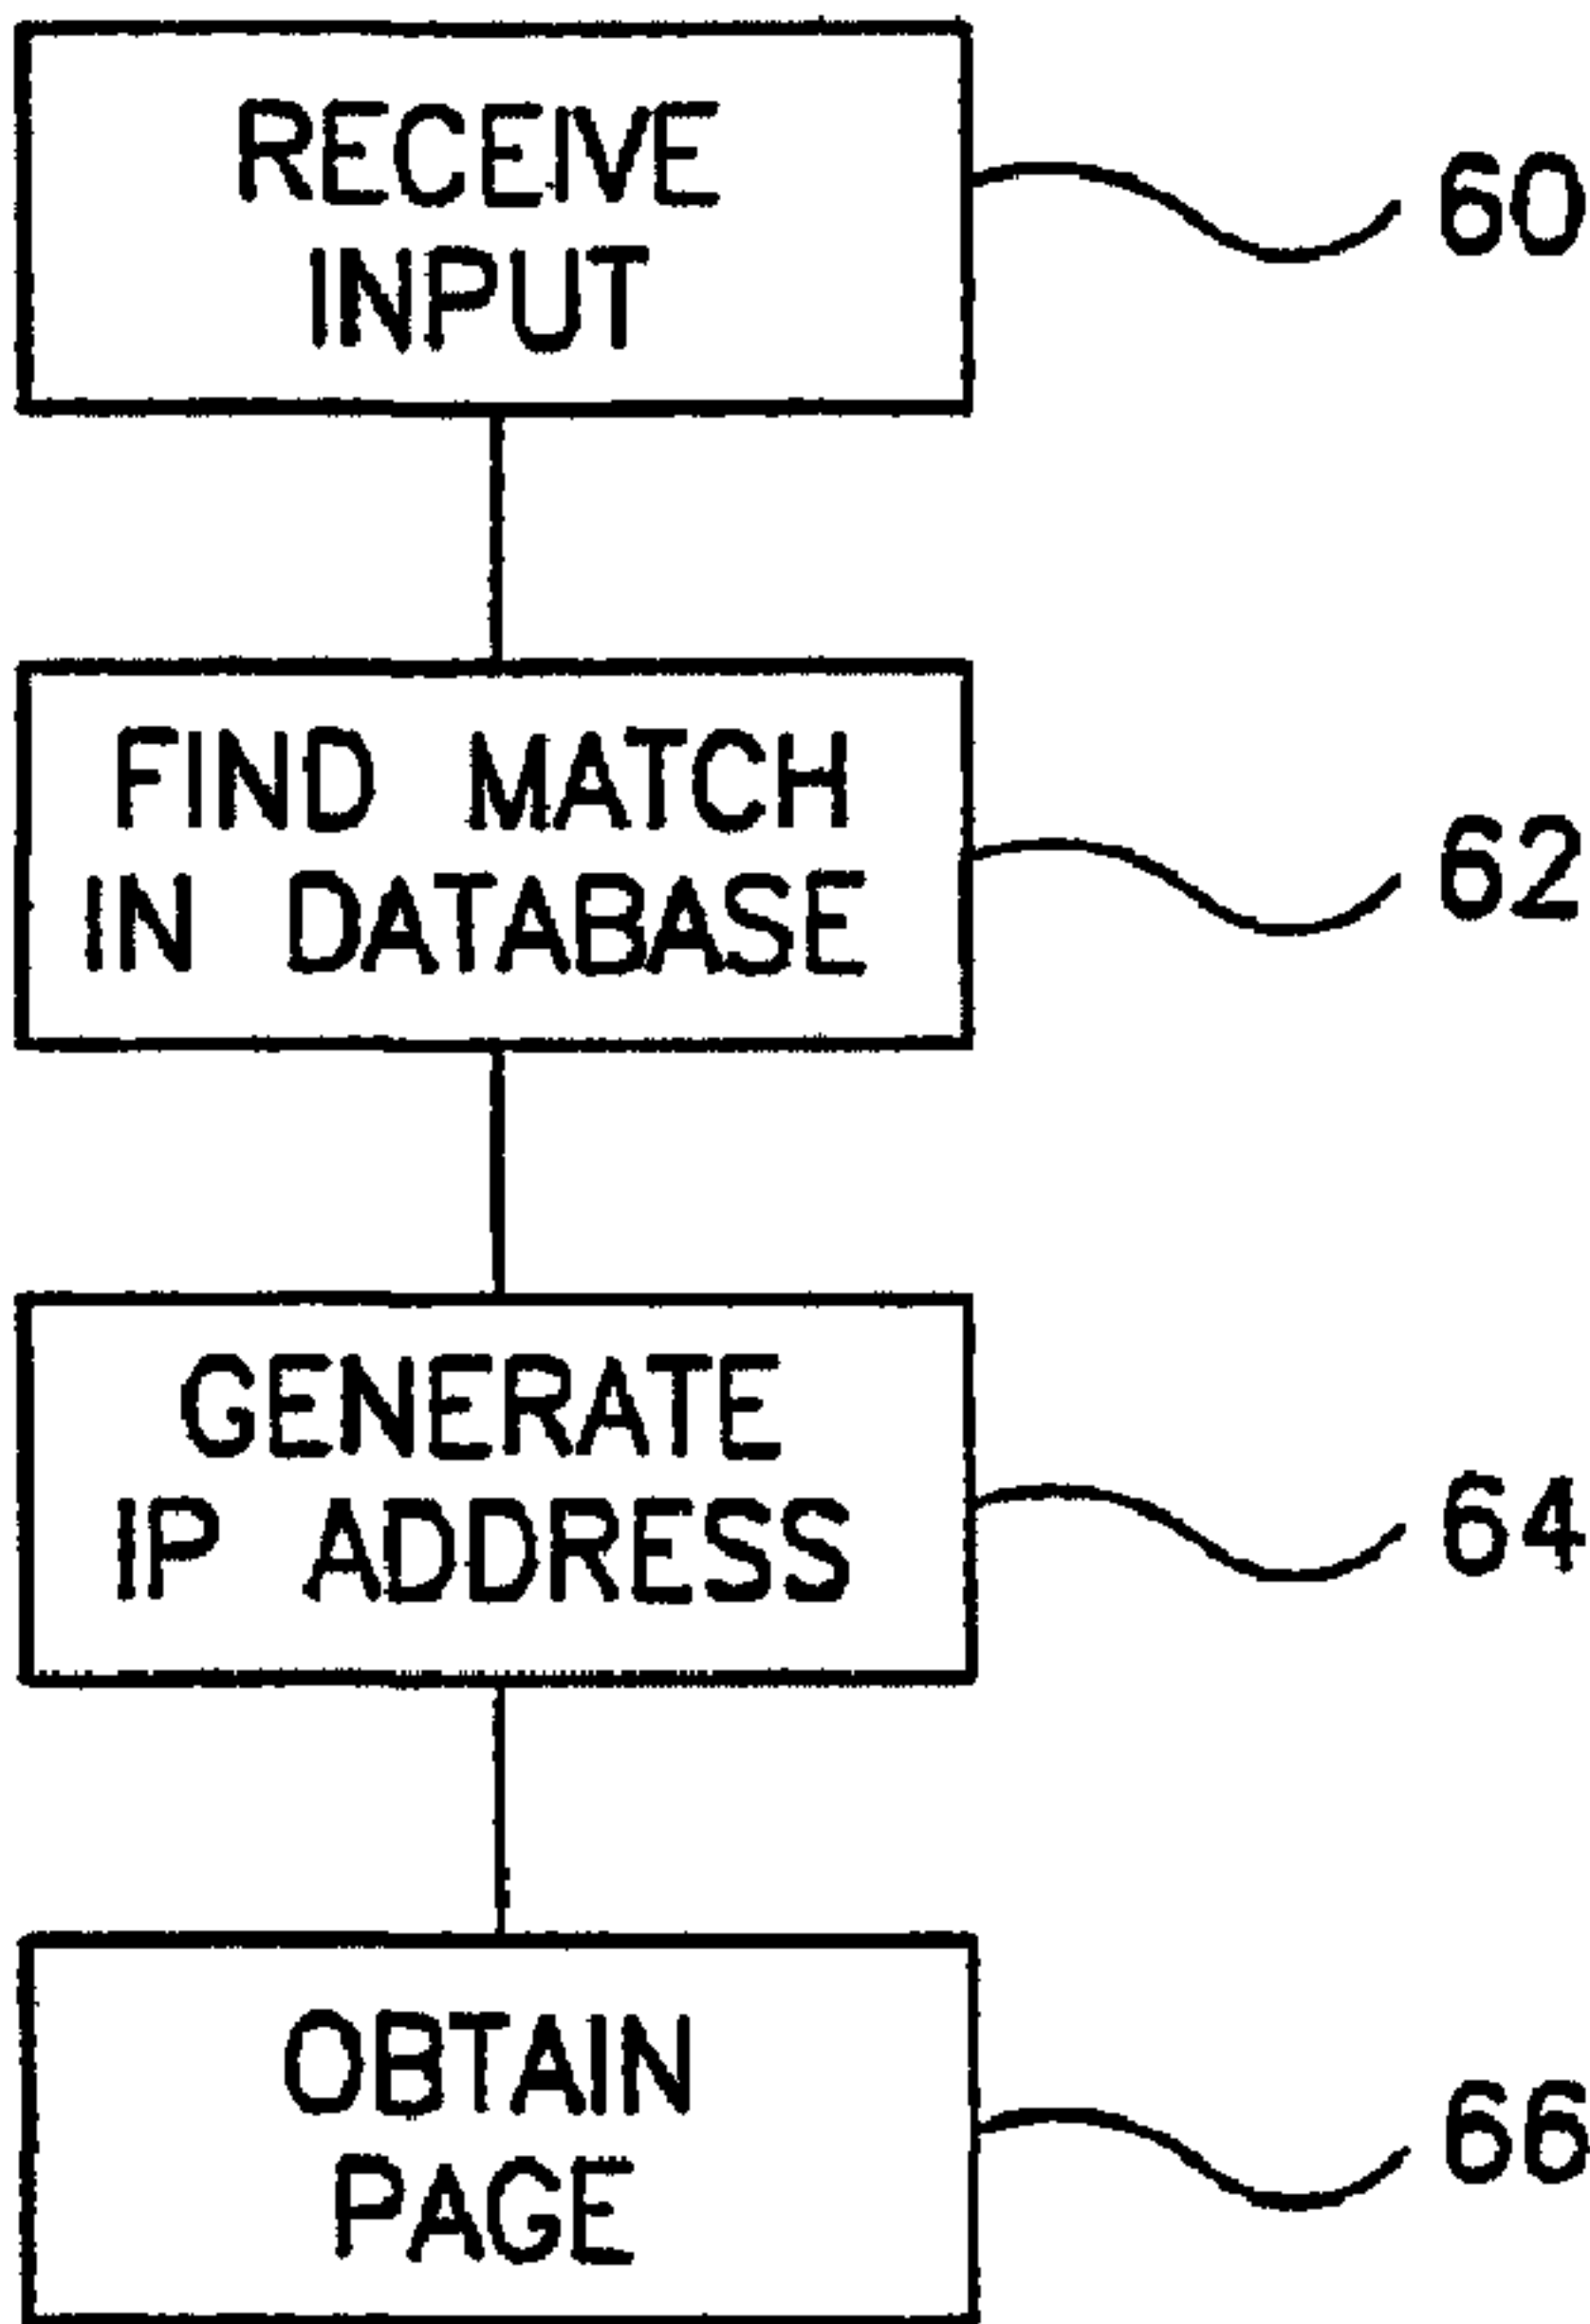 RECEIVE
INPUT
60
FIND MATCH
IN DATABASE
62
GENERATE
IP ADDRESS
64
OBTAIN
PAGE
66